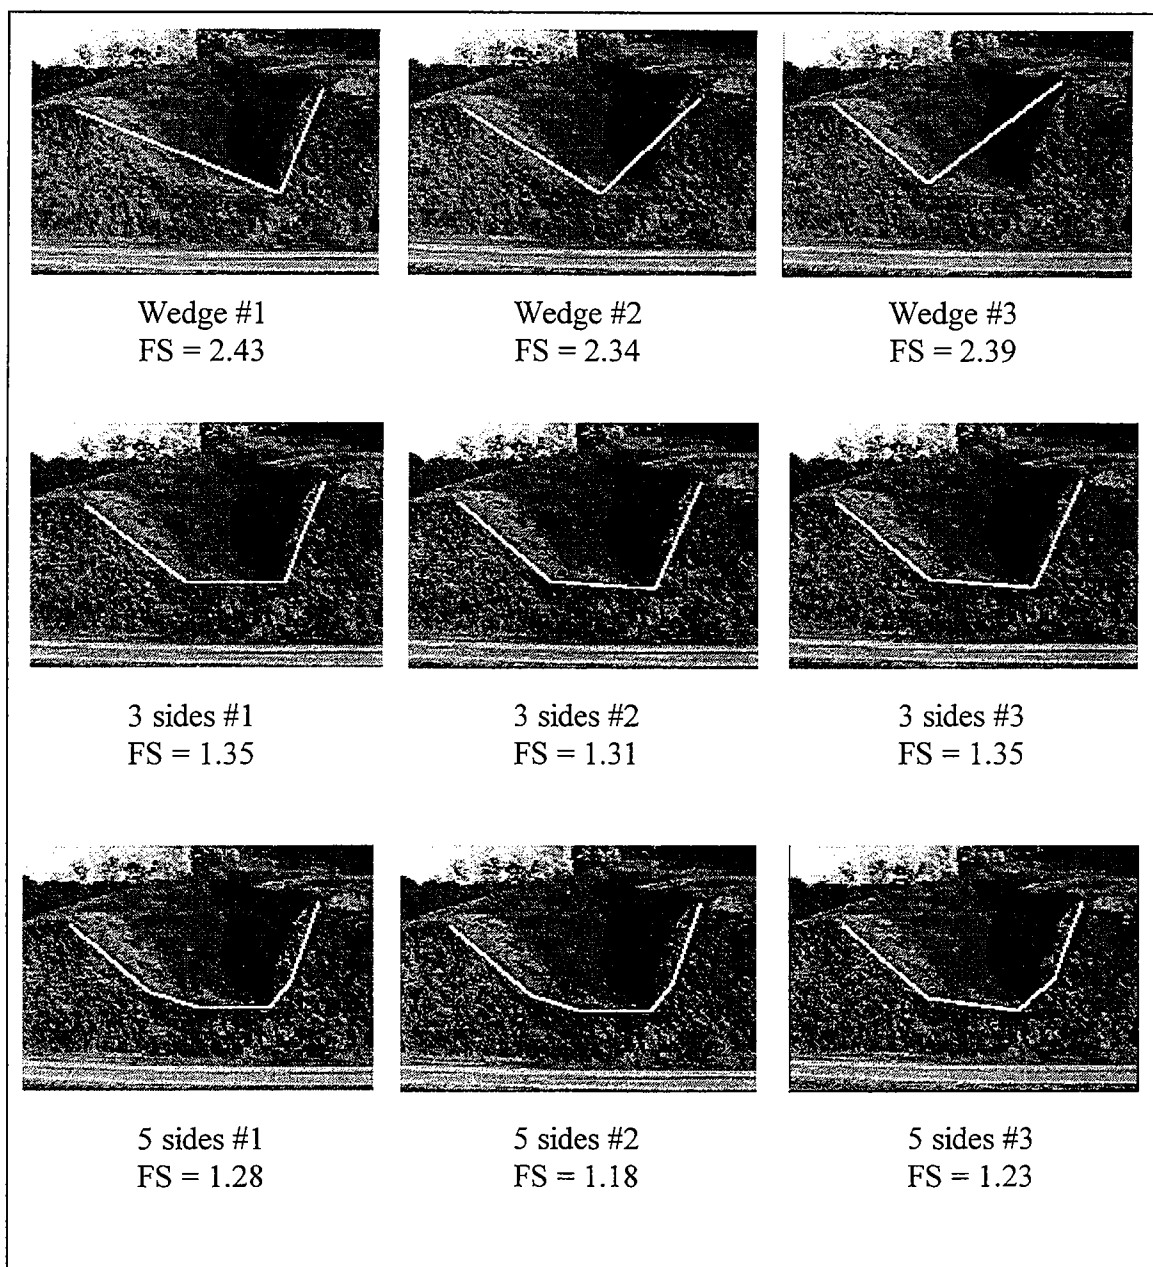 Wedge #1
FS = 2.43
Wedge #2
FS = 2.34
Wedge #3
FS = 2.39
3 sides #1
FS = 1.35
3 sides #2
FS = 1.31
3 sides #3
FS = 1.35
5 sides #1
FS = 1.28
5 sides #2
FS = 1.18
5 sides #3
FS = 1.23